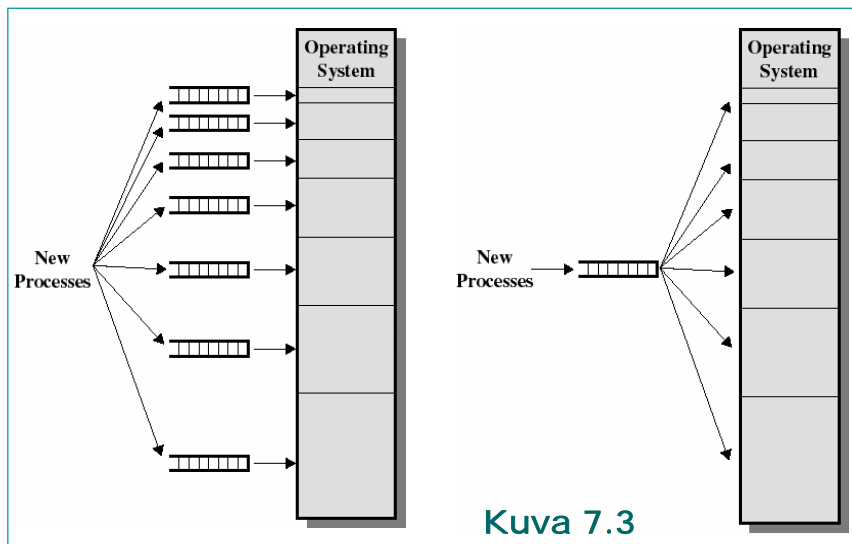 Operating
System
New
Processes
Operating
System
New
Processes
Kuva 7.3